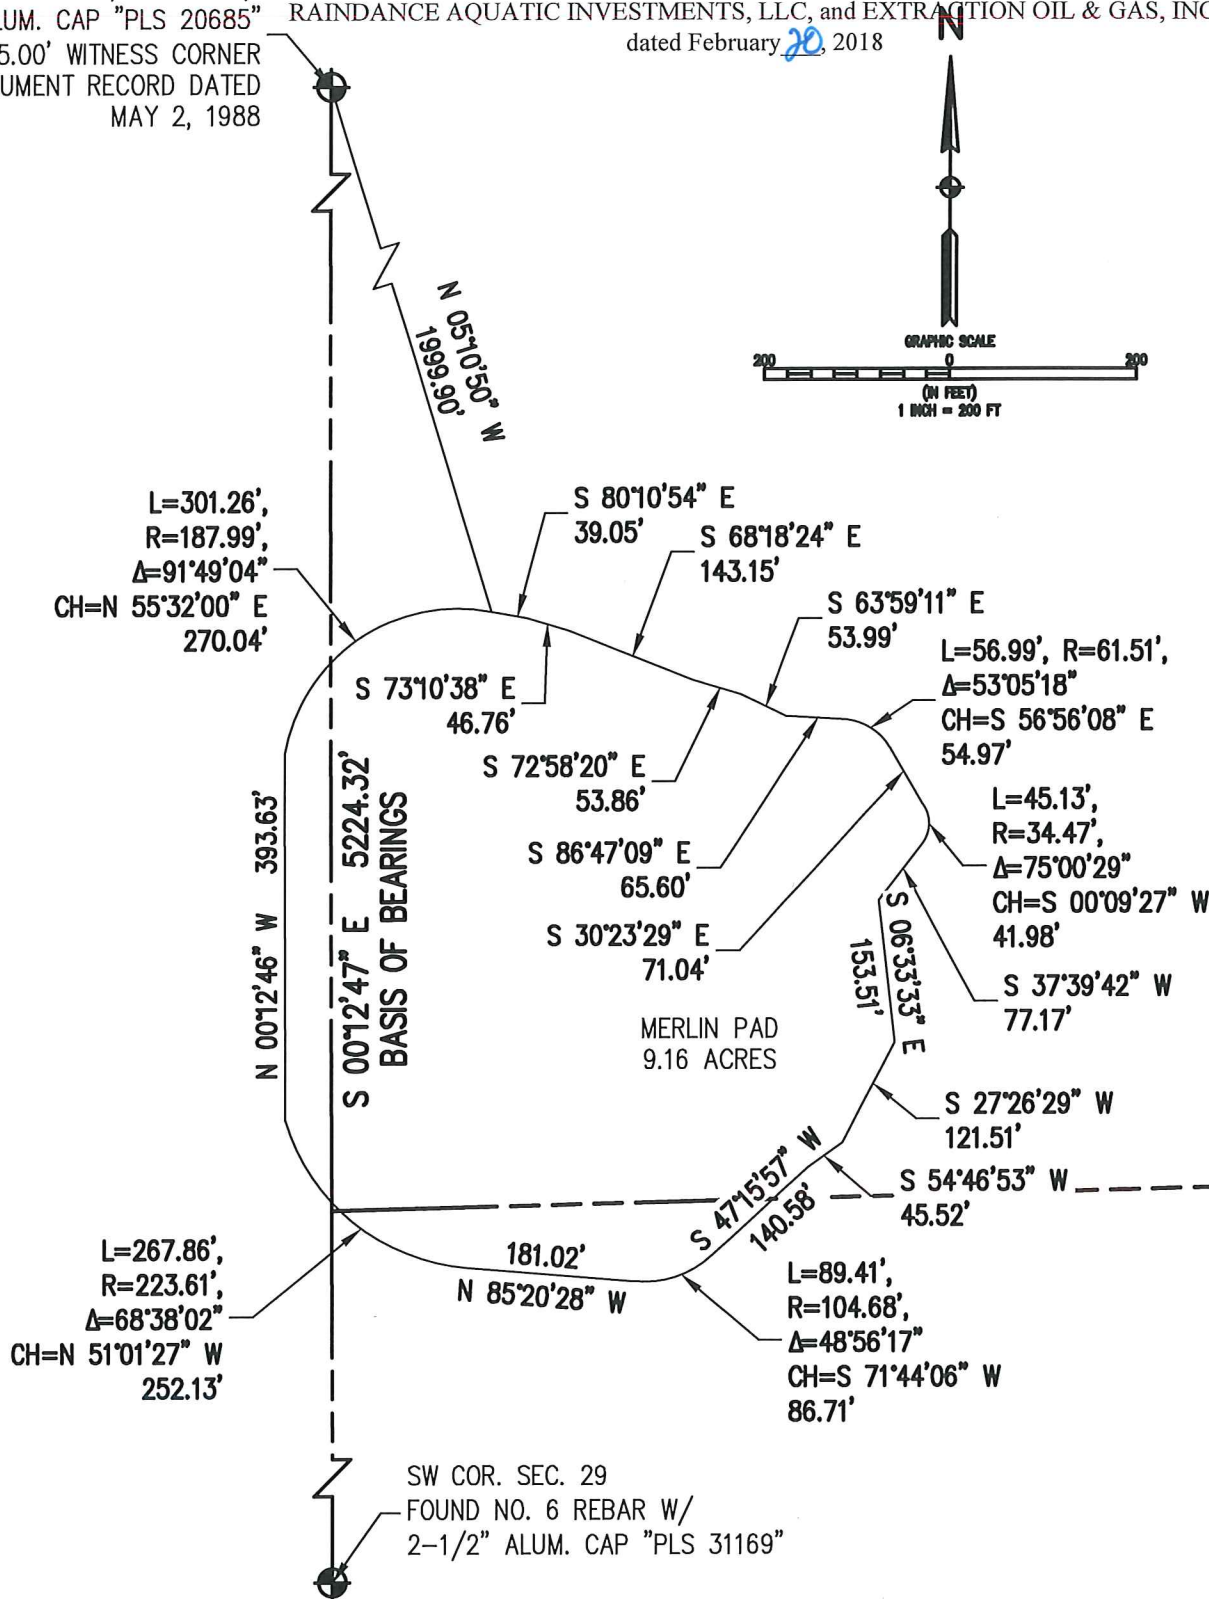 LUM. CAP "PLS 20685"
5.00' WITNESS CORNER
UMENT RECORD DATED
MAY 2, 1988
RAINDANCE AQUATIC INVESTMENTS, LLC, and EXTRACTION OIL & GAS, INC
dated February 20, 2018
N
GRAPHIC SCALE
200 0 200
(IN FEET)
1 INCH = 200 FT
N 05°10'50" W
1999.90'
L=301.26',
R=187.99',
Δ=91°49'04"
CH=N 55°32'00" E
270.04'
S 80°10'54" E
39.05'
S 68°18'24" E
143.15'
S 63°59'11" E
53.99'
L=56.99', R=61.51',
Δ=53°05'18"
CH=S 56°56'08" E
54.97'
S 73°10'38" E
46.76'
S 72°58'20" E
53.86'
S 86°47'09" E
65.60'
S 30°23'29" E
71.04'
L=45.13',
R=34.47',
Δ=75°00'29"
CH=S 00°09'27" W
41.98'
N 00°12'46" W 393.63'
S 00°12'47" E 5224.32'
BASIS OF BEARINGS
S 37°39'42" W
77.17'
S 06°33'33" E
153.51'
MERLIN PAD
9.16 ACRES
S 27°26'29" W
121.51'
S 54°46'53" W
45.52'
S 47°15'57" W
140.58'
L=267.86',
R=223.61',
Δ=68°38'02"
CH=N 51°01'27" W
252.13'
181.02'
N 85°20'28" W
L=89.41',
R=104.68',
Δ=48°56'17"
CH=S 71°44'06" W
86.71'
SW COR. SEC. 29
FOUND NO. 6 REBAR W/
2-1/2" ALUM. CAP "PLS 31169"